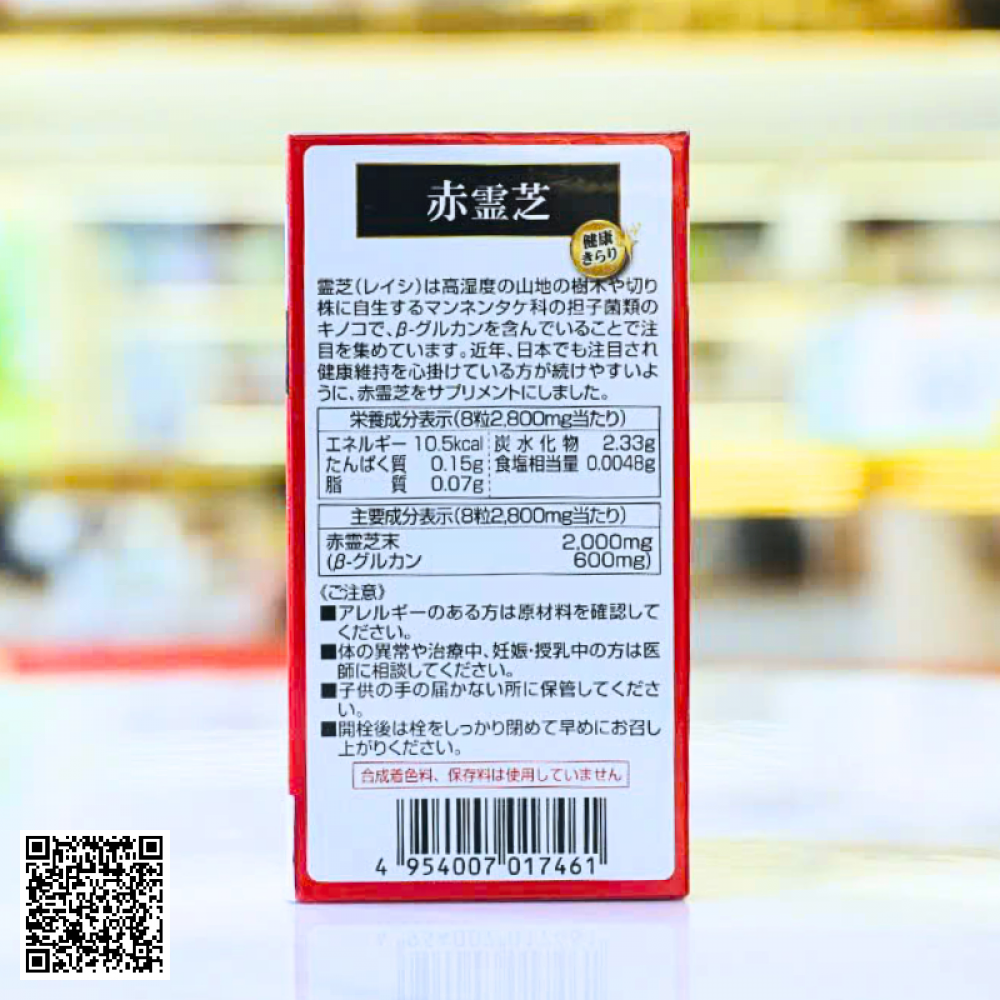 赤霊芝
健康
きらり
霊芝(レイシ)は高湿度の山地の樹木や切り
株に自生するマンネンタケ科の担子菌類の
キノコで、β-グルカンを含んでいることで注
目を集めています。近年、日本でも注目され
健康維持を心掛けている方が続けやすいよ
うに、赤霊芝をサプリメントにしました。
栄養成分表示(8粒2,800mg当たり)
エネルギー 10.5kcal 炭水化物 2.33g
たんぱく質 0.15g 食塩相当量 0.0048g
脂質 0.07g
主要成分表示(8粒2,800mg当たり)
赤霊芝末 2,000mg
(β-グルカン 600mg)
《ご注意》
■アレルギーのある方は原材料を確認して
ください。
■体の異常や治療中、妊娠・授乳中の方は医
師に相談してください。
■子供の手の届かない所に保管してくださ
い。
■開栓後は栓をしっかり閉めて早めにお召し
上がりください。
合成着色料、保存料は使用していません
4 954007 017461